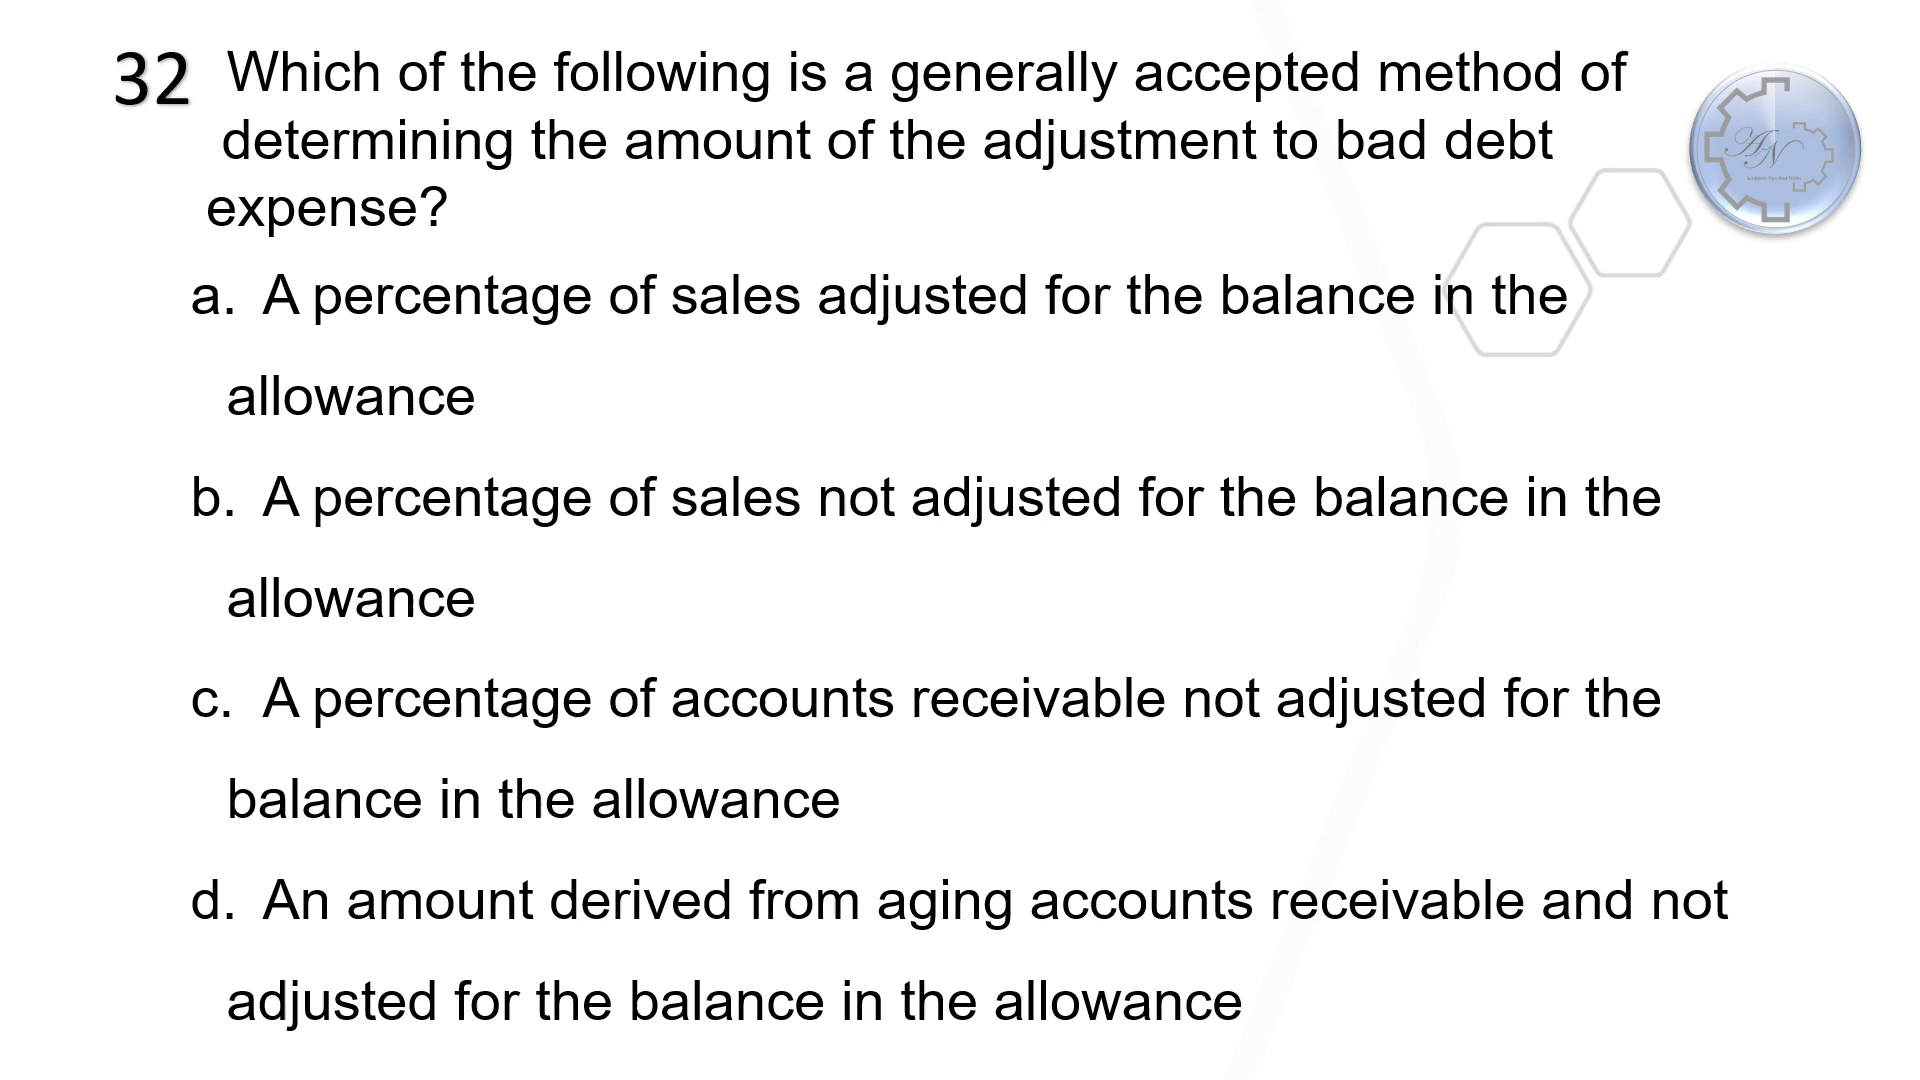 32 Which of the following is a generally accepted method of
determining the amount of the adjustment to bad debt
expense?
a. A percentage of sales adjusted for the balance in the
allowance
b. A percentage of sales not adjusted for the balance in the
allowance
c. A percentage of accounts receivable not adjusted for the
balance in the allowance
d. An amount derived from aging accounts receivable and not
adjusted for the balance in the allowance
AN